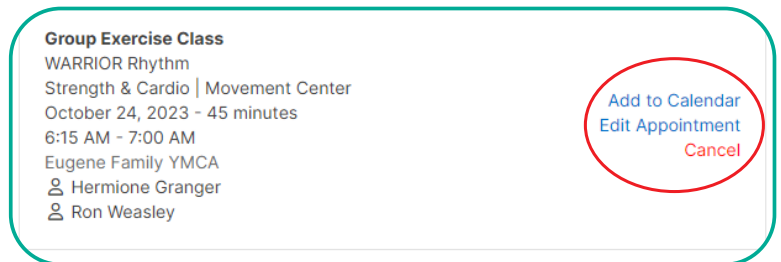 Group Exercise Class
WARRIOR Rhythm
Strength & Cardio | Movement Center
October 24, 2023 - 45 minutes
6:15 AM - 7:00 AM
Eugene Family YMCA
Hermione Granger
Ron Weasley
Add to Calendar
Edit Appointment
Cancel